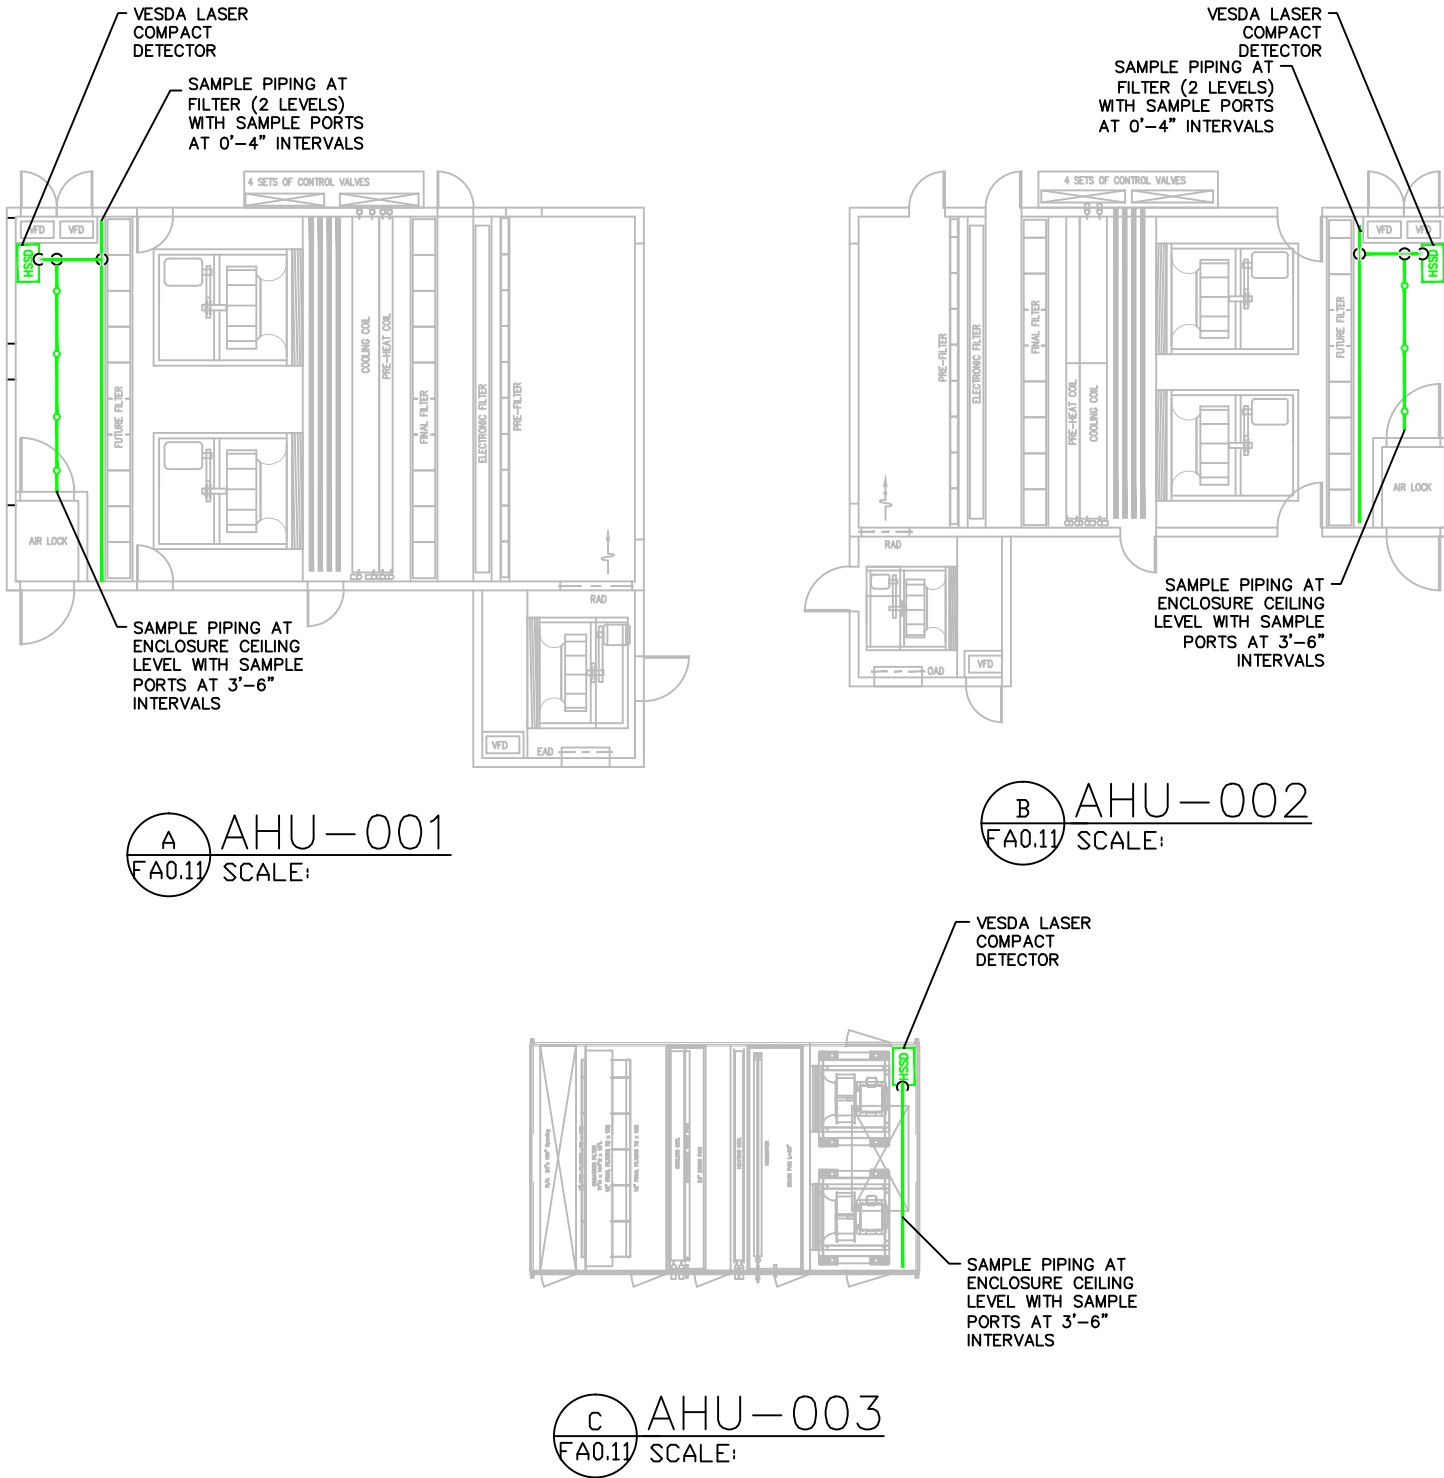 VESDA LASER
COMPACT
DETECTOR
SAMPLE PIPING AT
FILTER (2 LEVELS)
WITH SAMPLE PORTS
AT 0'-4" INTERVALS
4 SETS OF CONTROL VALVES
VFD
VFD
HSSD
FUTURE FILTER
COOLING COIL
PRE-HEAT COIL
FINAL FILTER
ELECTRONIC FILTER
PRE-FILTER
AIR LOCK
RAD
VFD
EAD
SAMPLE PIPING AT
ENCLOSURE CEILING
LEVEL WITH SAMPLE
PORTS AT 3'-6"
INTERVALS
A
FA0.11
AHU-001
SCALE:
VESDA LASER
COMPACT
DETECTOR
SAMPLE PIPING AT
FILTER (2 LEVELS)
WITH SAMPLE PORTS
AT 0'-4" INTERVALS
4 SETS OF CONTROL VALVES
VFD
VFD
HSSD
PRE-FILTER
ELECTRONIC FILTER
FINAL FILTER
PRE-HEAT COIL
COOLING COIL
FUTURE FILTER
AIR LOCK
RAD
OAD
VFD
SAMPLE PIPING AT
ENCLOSURE CEILING
LEVEL WITH SAMPLE
PORTS AT 3'-6"
INTERVALS
B
FA0.11
AHU-002
SCALE:
VESDA LASER
COMPACT
DETECTOR
HSSD
COOLING COIL
HEATING COIL
SAMPLE PIPING AT
ENCLOSURE CEILING
LEVEL WITH SAMPLE
PORTS AT 3'-6"
INTERVALS
C
FA0.11
AHU-003
SCALE: